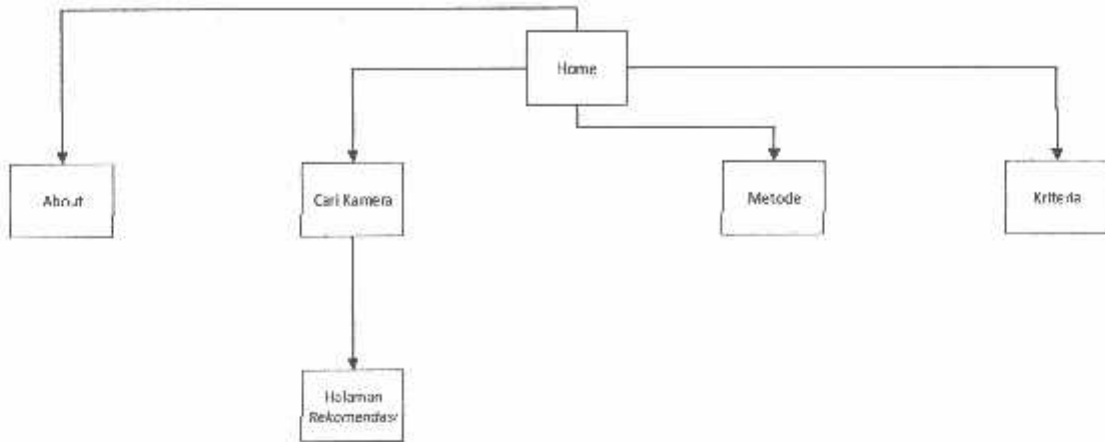 Home
About
Cari Kamera
Metode
Kriteria
Halaman
Rekomendasi